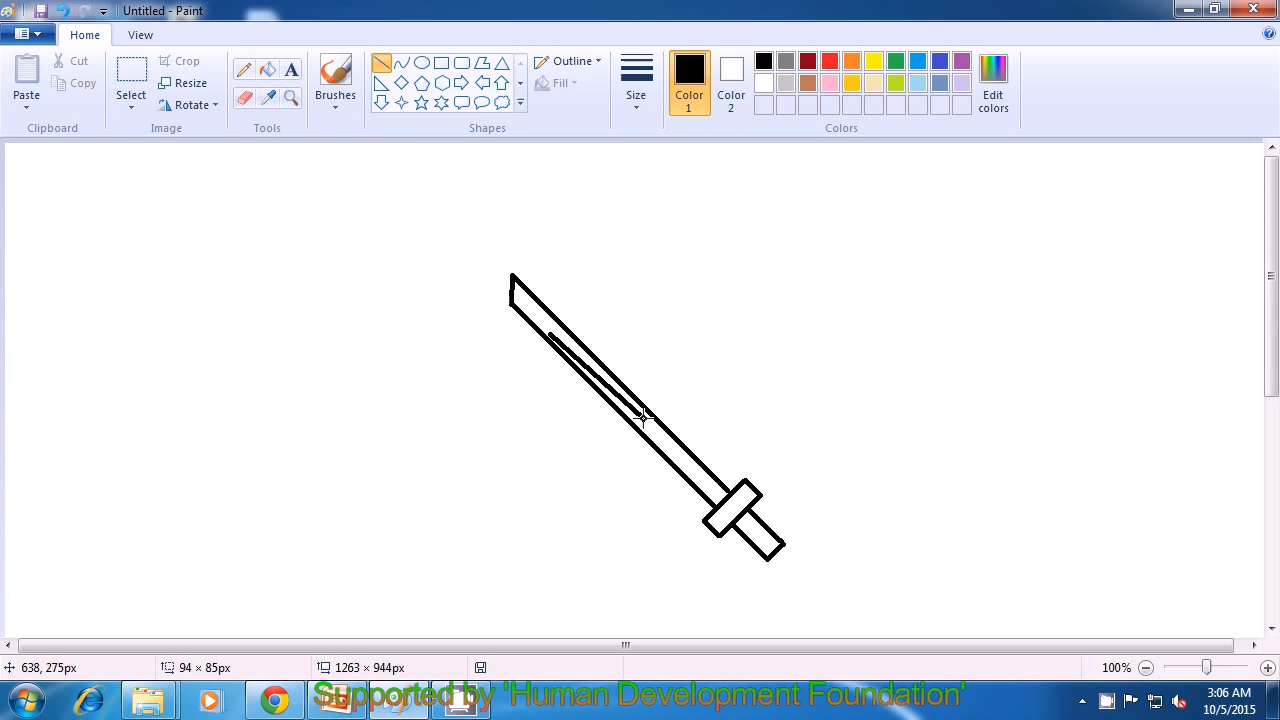 Untitled - Paint
Home
View
Paste
Cut
Copy
Clipboard
Select
Crop
Resize
Rotate
Image
A
Tools
Brushes
Outline
Fill
Shapes
Size
Color 1
Color 2
Edit colors
Colors
638, 275px
94 × 85px
1263 × 944px
100%
Supported by 'Human Development Foundation'
3:06 AM
10/5/2015